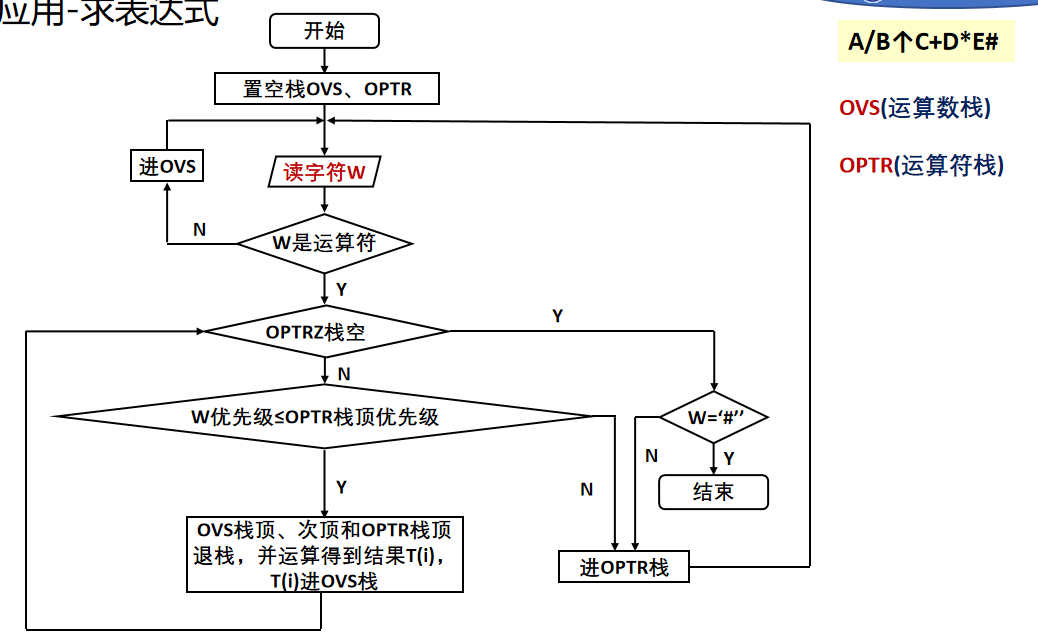 应用-求表达式
开始
A/B↑C+D*E#
置空栈OVS、OPTR
OVS(运算数栈)
进OVS
读字符W
OPTR(运算符栈)
N
W是运算符
Y
OPTRZ栈空
Y
N
W优先级≤OPTR栈顶优先级
W=‘#’’
N
Y
Y
N
结束
OVS栈顶、次顶和OPTR栈顶
退栈，并运算得到结果T(i)，
T(i)进OVS栈
进OPTR栈